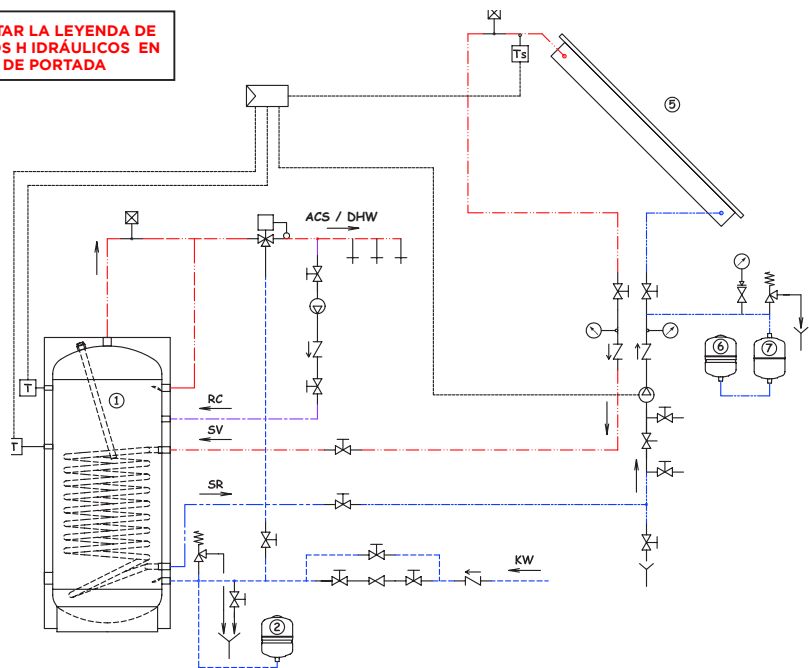 TAR LA LEYENDA DE
OS H IDRÁULICOS EN
DE PORTADA
Ts
5
ACS / DHW
6
7
T
1
RC
T
SV
SR
KW
2